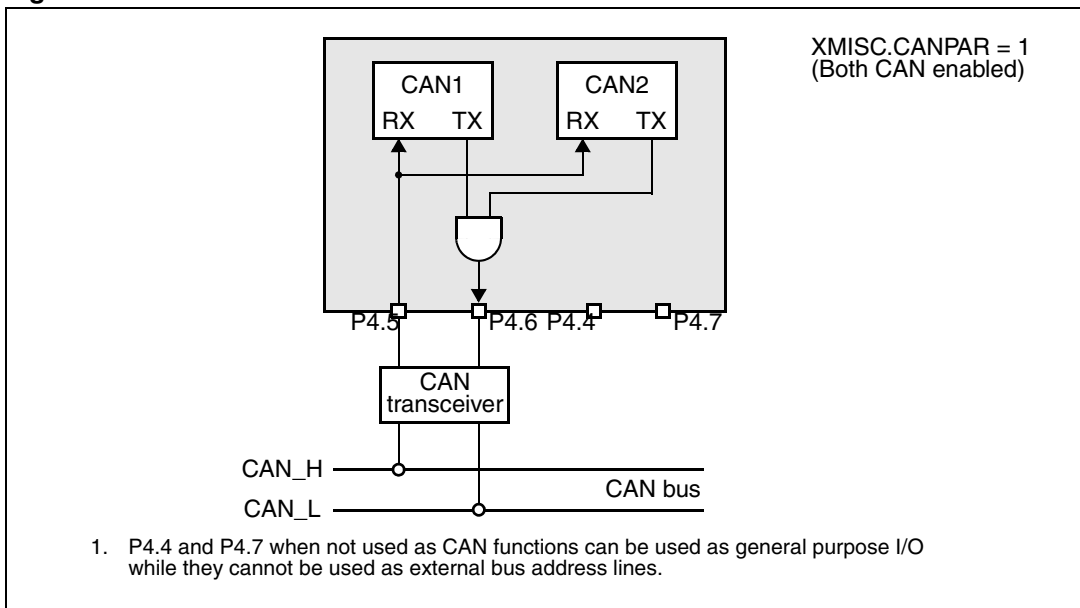 XMISC.CANPAR = 1
(Both CAN enabled)
CAN1
CAN2
RX TX
RX TX
P4.5
P4.6 P4.4
P4.7
CAN
transceiver
CAN_H
CAN bus
CAN_L
1. P4.4 and P4.7 when not used as CAN functions can be used as general purpose I/O
while they cannot be used as external bus address lines.